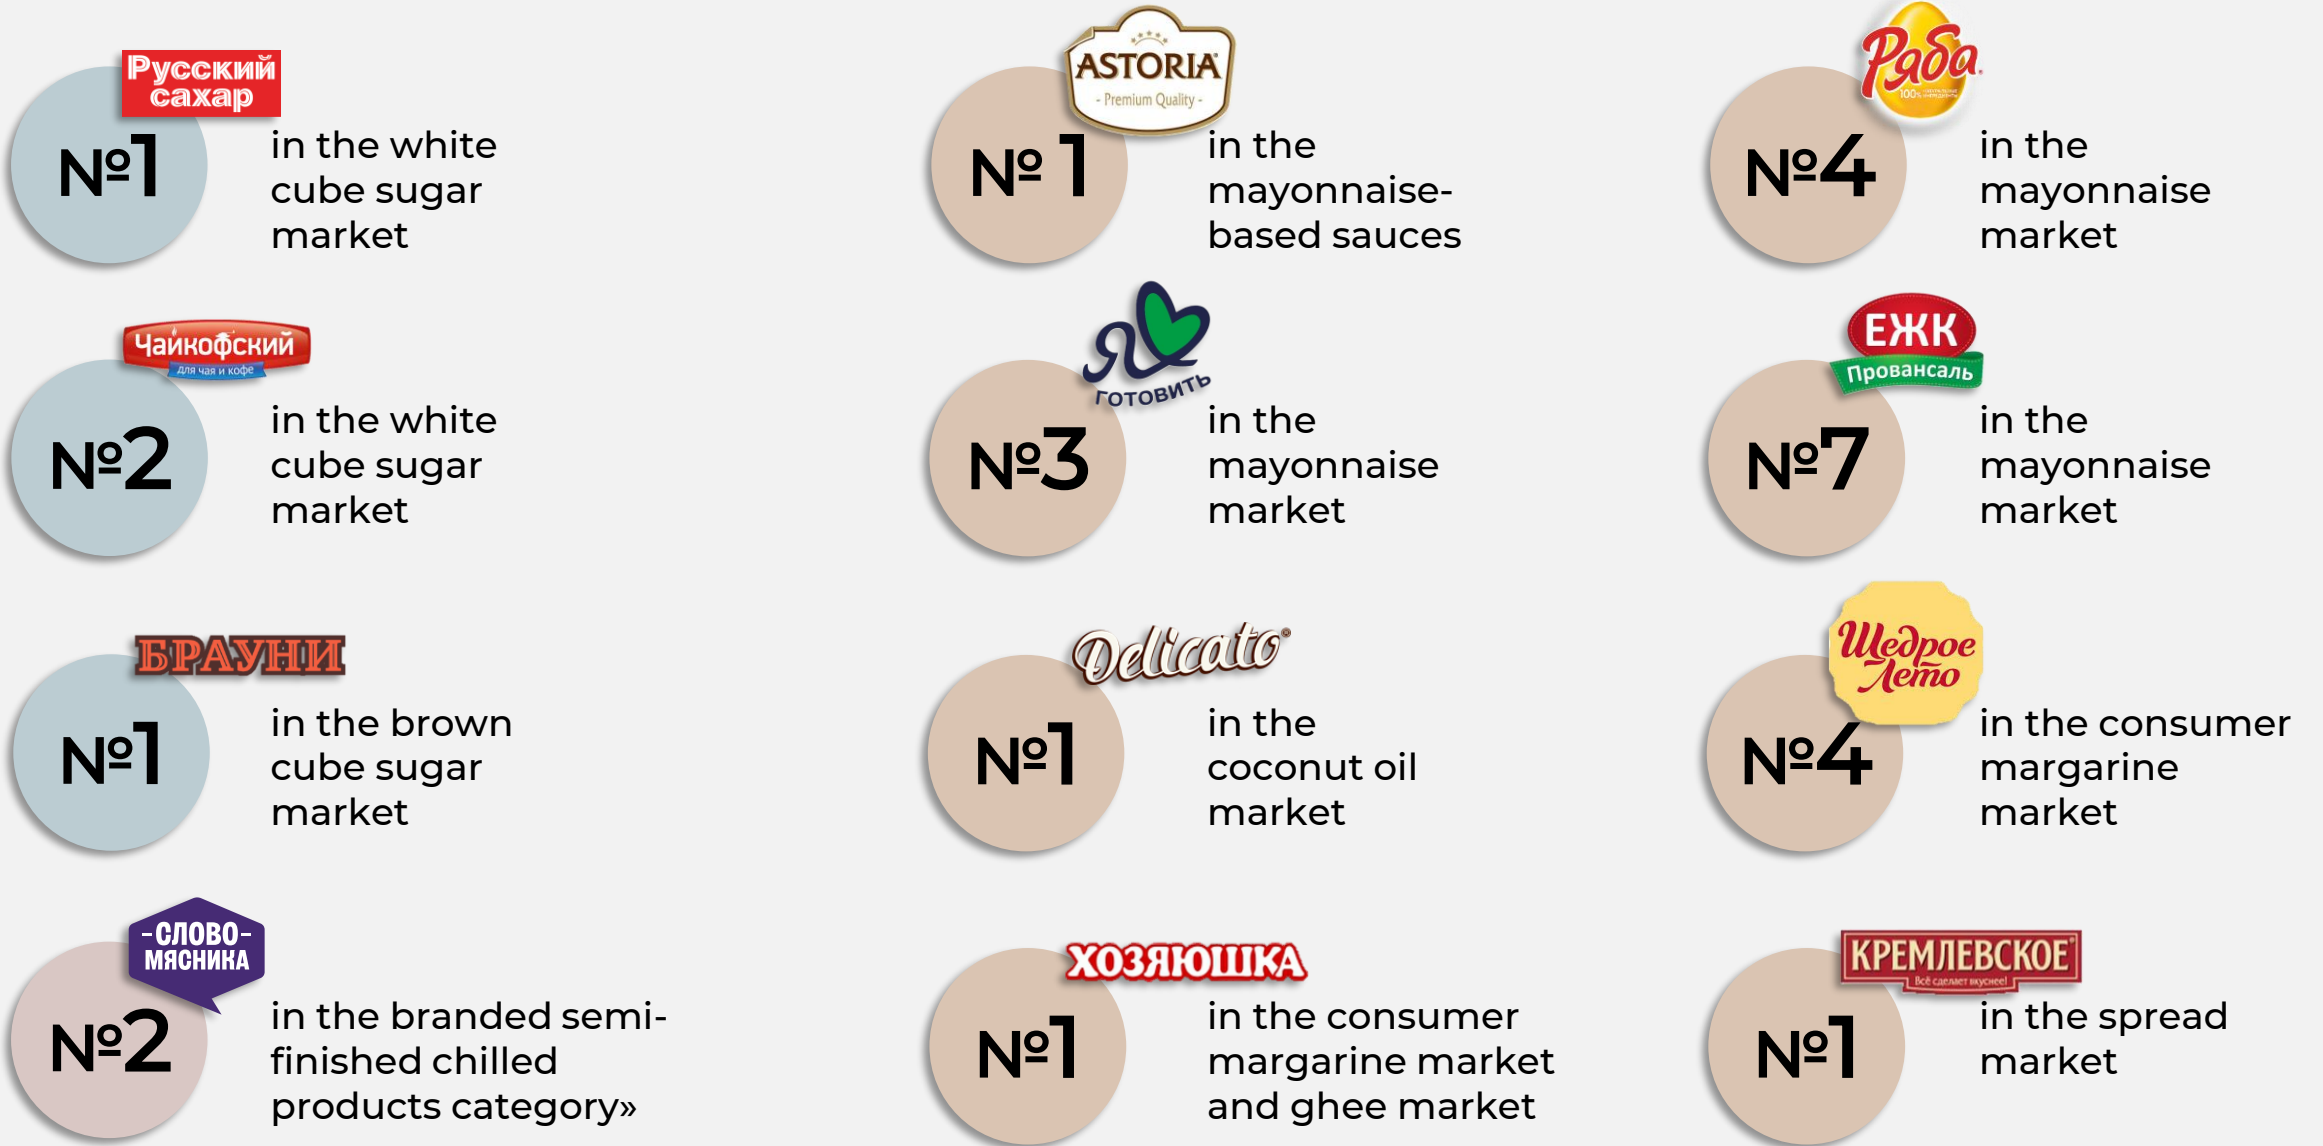 Русский
сахар
№1
in the white
cube sugar
market
ASTORIA
- Premium Quality -
№ 1
in the
mayonnaise-
based sauces
Ряба
100%
№4
in the
mayonnaise
market
Чайкофский
для чая и кофе
№2
in the white
cube sugar
market
Я
ГОТОВИТЬ
№3
in the
mayonnaise
market
ЕЖК
Провансаль
№7
in the
mayonnaise
market
БРАУНИ
№1
in the brown
cube sugar
market
Delicato®
№1
in the
coconut oil
market
Щедрое
Лето
№4
in the consumer
margarine
market
-СЛОВО-
МЯСНИКА
№2
in the branded semi-
finished chilled
products category»
ХОЗЯЮШКА
№1
in the consumer
margarine market
and ghee market
КРЕМЛЕВСКОЕ
Всё сделает вкуснее!
№1
in the spread
market